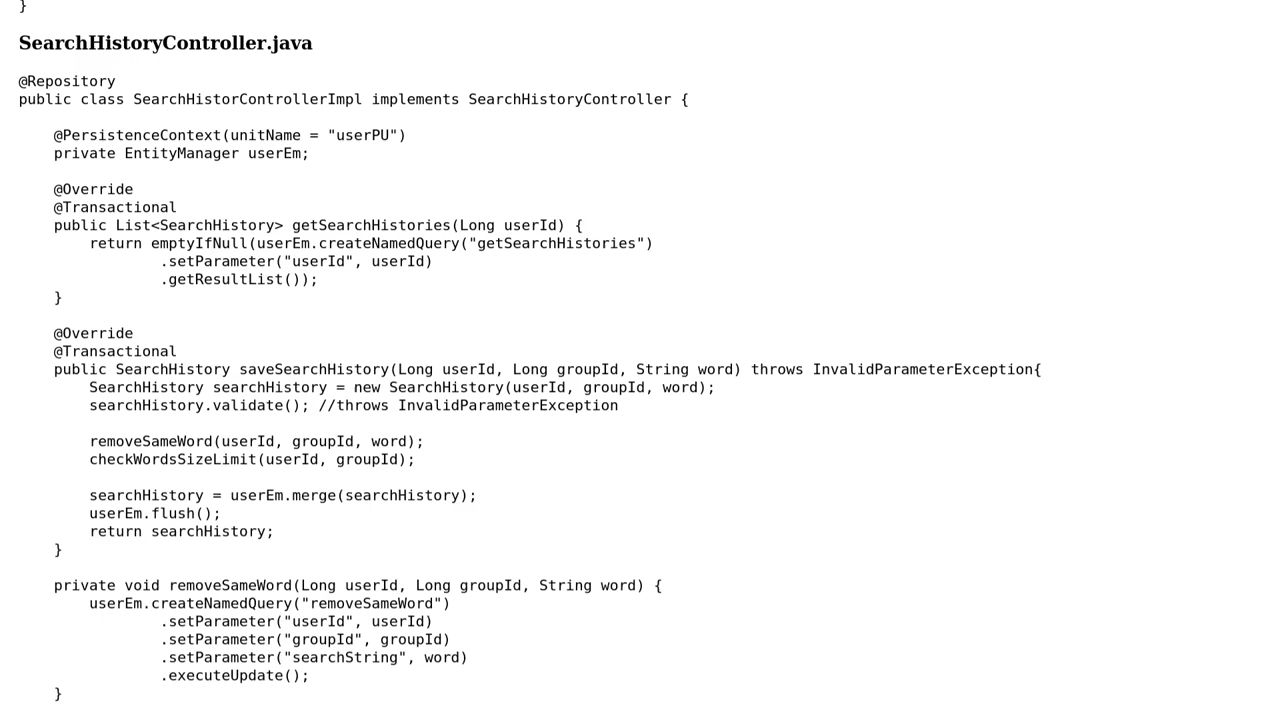 }
SearchHistoryController.java
@Repository
public class SearchHistorControllerImpl implements SearchHistoryController {
@PersistenceContext(unitName = "userPU")
private EntityManager userEm;
@Override
@Transactional
public List<SearchHistory> getSearchHistories(Long userId) {
return emptyIfNull(userEm.createNamedQuery("getSearchHistories")
.setParameter("userId", userId)
.getResultList());
}
@Override
@Transactional
public SearchHistory saveSearchHistory(Long userId, Long groupId, String word) throws InvalidParameterException{
SearchHistory searchHistory = new SearchHistory(userId, groupId, word);
searchHistory.validate(); //throws InvalidParameterException
removeSameWord(userId, groupId, word);
checkWordsSizeLimit(userId, groupId);
searchHistory = userEm.merge(searchHistory);
userEm.flush();
return searchHistory;
}
private void removeSameWord(Long userId, Long groupId, String word) {
userEm.createNamedQuery("removeSameWord")
.setParameter("userId", userId)
.setParameter("groupId", groupId)
.setParameter("searchString", word)
.executeUpdate();
}